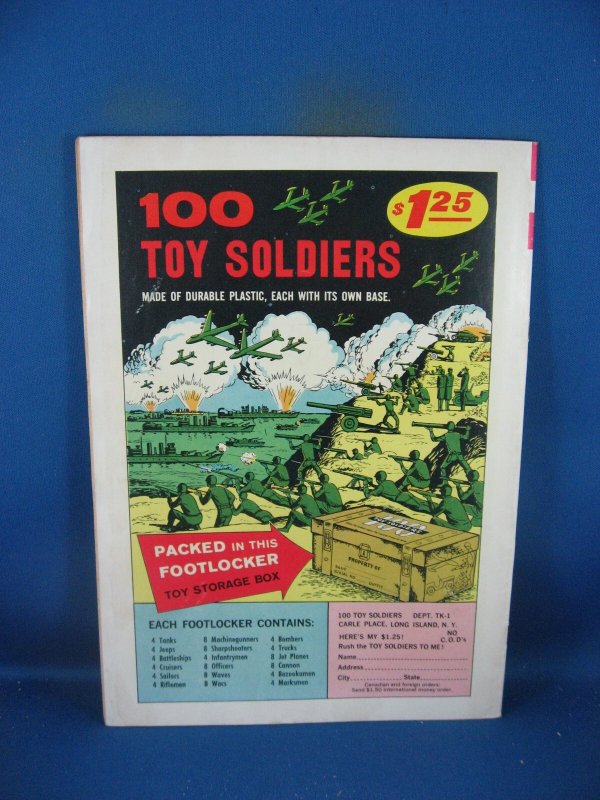 100
$1.25
TOY SOLDIERS
MADE OF DURABLE PLASTIC, EACH WITH ITS OWN BASE.
PACKED IN THIS
FOOTLOCKER
TOY STORAGE BOX
PROPERTY OF
EACH FOOTLOCKER CONTAINS:
4 Tanks
4 Jeeps
4 Battleships
4 Cruisers
4 Sailors
4 Riflemen
8 Machinegunners
8 Sharpshooters
4 Infantrymen
8 Officers
8 Waves
8 Wacs
4 Bombers
4 Trucks
8 Jet Planes
8 Cannon
4 Bazookamen
4 Marksmen
100 TOY SOLDIERS DEPT. TK-1
CARLE PLACE, LONG ISLAND, N. Y.
HERE'S MY $1.25! NO C.O.D's
Rush the TOY SOLDIERS TO ME!
Name
Address
City State
Canadian and foreign orders:
Send $1.50 international money order.